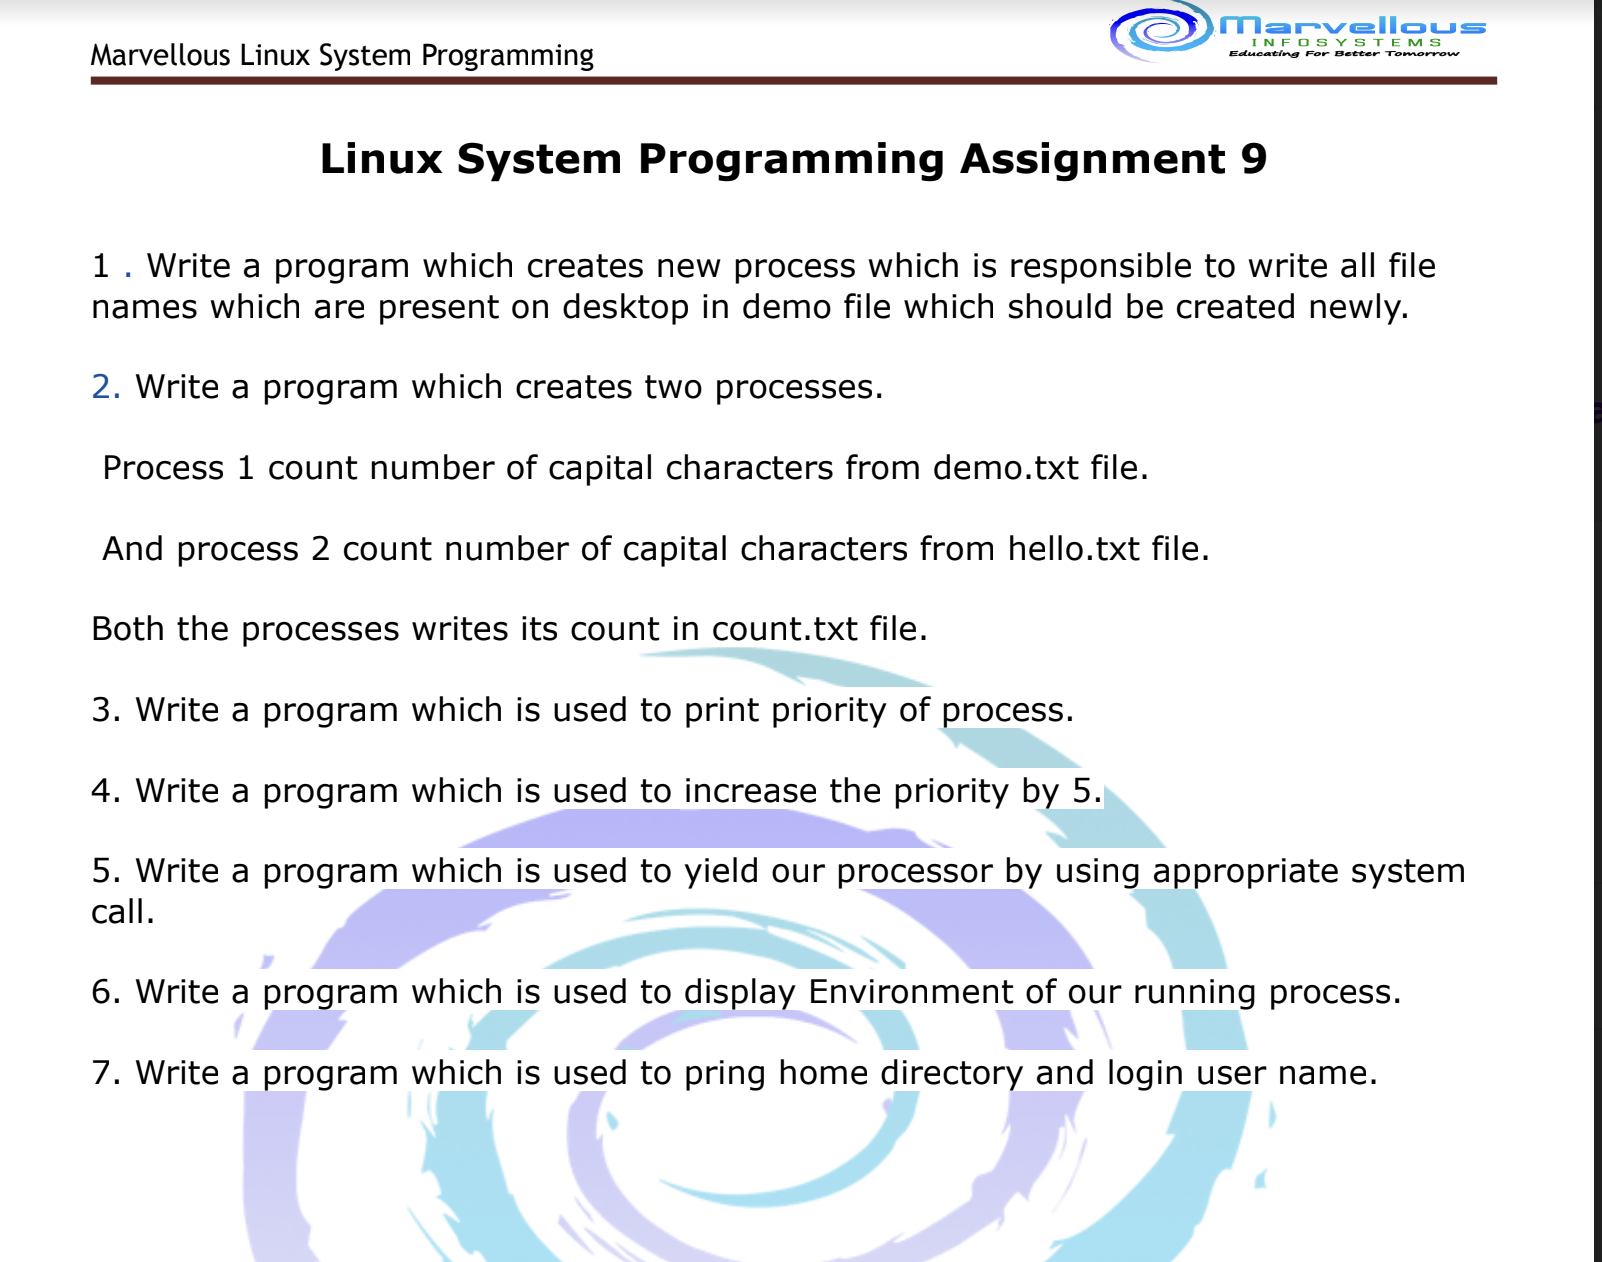 Marvellous Linux System Programming
Marvellous
INFOSYSTEMS
Educating For Better Tomorrow
Linux System Programming Assignment 9
1 . Write a program which creates new process which is responsible to write all file
names which are present on desktop in demo file which should be created newly.
2. Write a program which creates two processes.
Process 1 count number of capital characters from demo.txt file.
And process 2 count number of capital characters from hello.txt file.
Both the processes writes its count in count.txt file.
3. Write a program which is used to print priority of process.
4. Write a program which is used to increase the priority by 5.
5. Write a program which is used to yield our processor by using appropriate system
call.
6. Write a program which is used to display Environment of our running process.
7. Write a program which is used to pring home directory and login user name.